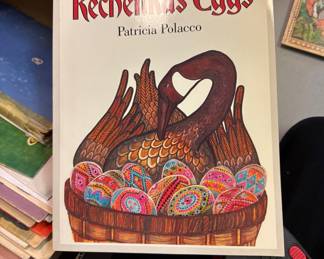 Rechenka's Eggs
Patricia Polacco